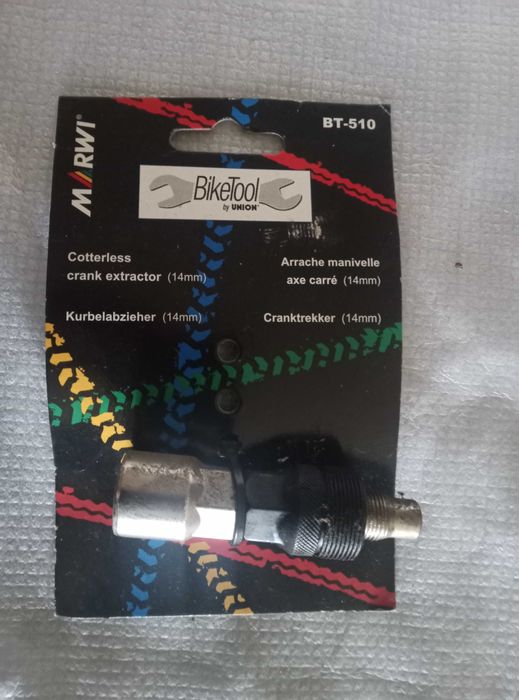 BT-510
MARWI®
BikeTool
by UNION®
Cotterless
crank extractor (14mm)
Arrache manivelle
axe carré (14mm)
Kurbelabzieher (14mm)
Cranktrekker (14mm)